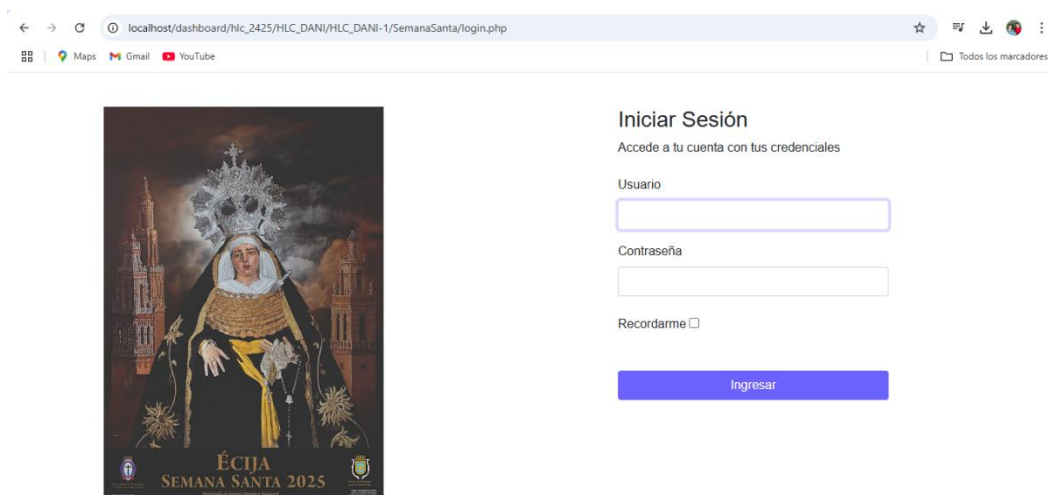 localhost/dashboard/hlc_2425/HLC_DANI/HLC_DANI-1/SemanaSanta/login.php
Maps Gmail YouTube
Todos los marcadores
Iniciar Sesión
Accede a tu cuenta con tus credenciales
Usuario
Contraseña
Recordarme
Ingresar
ÉCIJA
SEMANA SANTA 2025